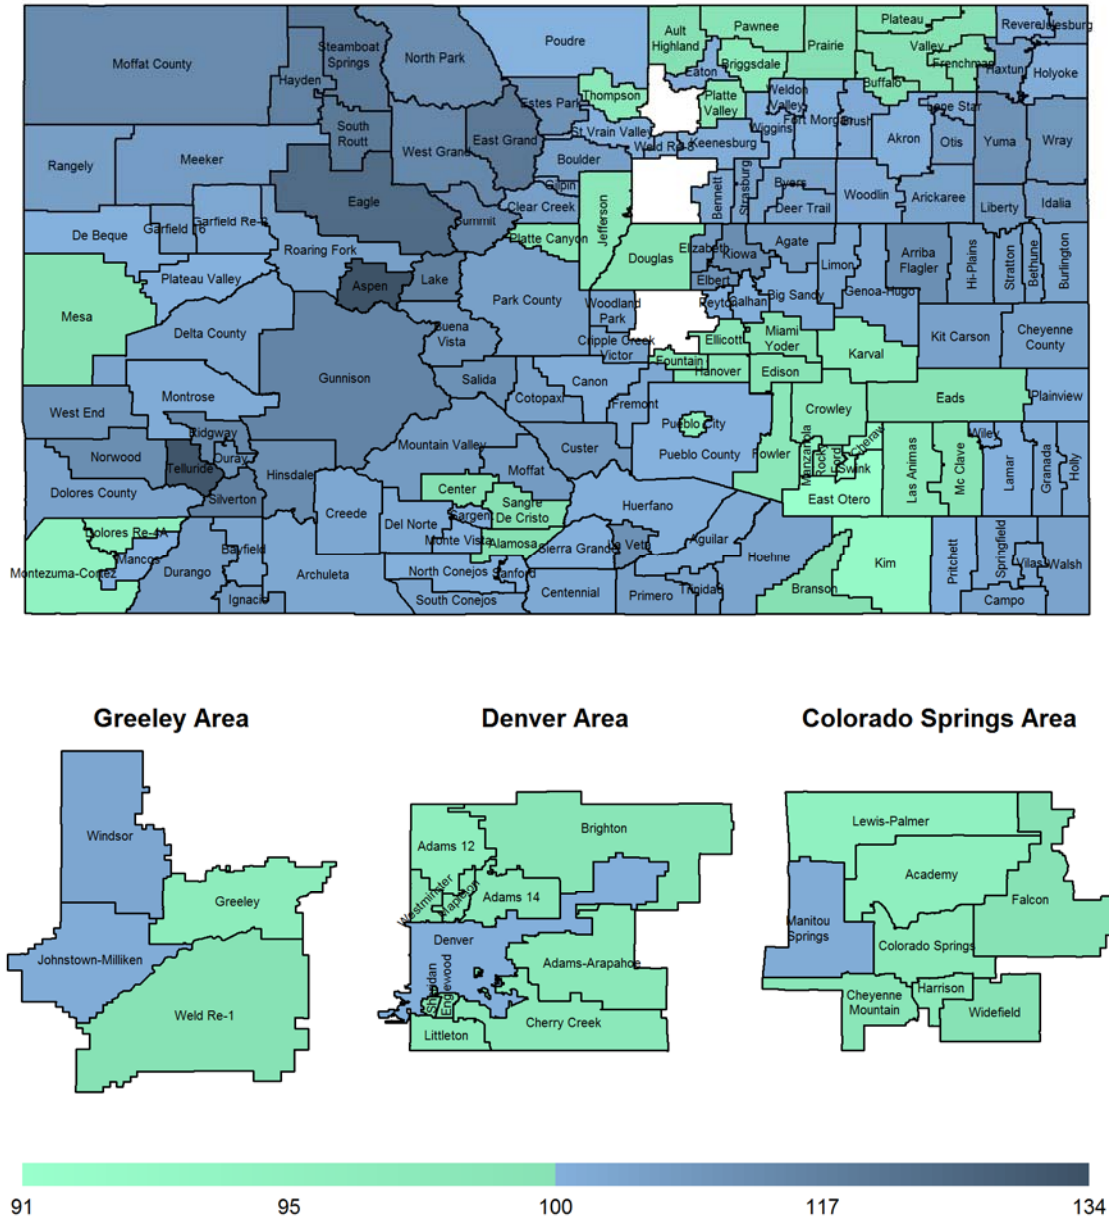 Poudre
Ault
Highland
Pawnee
Plateau
Valley
Prairie
Revere
Julesburg
Steamboat
Springs
North Park
Moffat County
Hayden
Eaton
Briggsdale
Frenchman
Haxtun
Holyoke
Buffalo
Thompson
Estes Park
Platte
Valley
Weldon
Valley
Fort Morgan
Brush
Lone Star
South
Routt
East Grand
West Grand
St Vrain Valley
Weld Re-8
Keenesburg
Wiggins
Akron
Otis
Yuma
Wray
Rangely
Meeker
Boulder
Gilpin
Clear Creek
Bennett
Strasburg
Byers
Deer Trail
Woodlin
Arickaree
Liberty
Idalia
Eagle
Summit
Jefferson
De Beque
Garfield 16
Garfield Re-2
Roaring Fork
Platte Canyon
Douglas
Elizabeth
Kiowa
Agate
Limon
Arriba
Flagler
Hi-Plains
Stratton
Bethune
Burlington
Plateau Valley
Aspen
Lake
Park County
Elbert
Big Sandy
Genoa-Hugo
Mesa
Delta County
Woodland
Park
Peyton
Calhan
Buena
Vista
Cripple Creek
Victor
Ellicott
Miami
Yoder
Karval
Kit Carson
Cheyenne
County
Fountain
Hanover
Edison
Gunnison
Salida
Canon
Cotopaxi
Fremont
Montrose
West End
Crowley
Eads
Plainview
Pueblo City
Pueblo County
Ridgway
Ouray
Norwood
Telluride
Hinsdale
Mountain Valley
Custer
Moffat
Fowler
Manzanola
Rocky
Ford
Cheraw
Swink
Las Animas
Mc Clave
Wiley
Lamar
Granada
Holly
Dolores County
Silverton
Creede
Center
Sangre
De Cristo
Huerfano
East Otero
Del Norte
Sargent
Dolores Re-4A
Mancos
Montezuma-Cortez
Durango
Bayfield
Ignacio
Archuleta
Monte Vista
Alamosa
Sierra Grande
La Veta
Aguilar
Hoehne
Kim
Pritchett
Springfield
Vilas
Walsh
North Conejos
Sanford
South Conejos
Centennial
Primero
Trinidad
Branson
Campo
Greeley Area
Denver Area
Colorado Springs Area
Windsor
Greeley
Johnstown-Milliken
Weld Re-1
Brighton
Adams 12
Westminster
Mapleton
Adams 14
Denver
Sheridan
Englewood
Adams-Arapahoe
Cherry Creek
Littleton
Lewis-Palmer
Academy
Falcon
Manitou
Springs
Colorado Springs
Harrison
Cheyenne
Mountain
Widefield
91
95
100
117
134